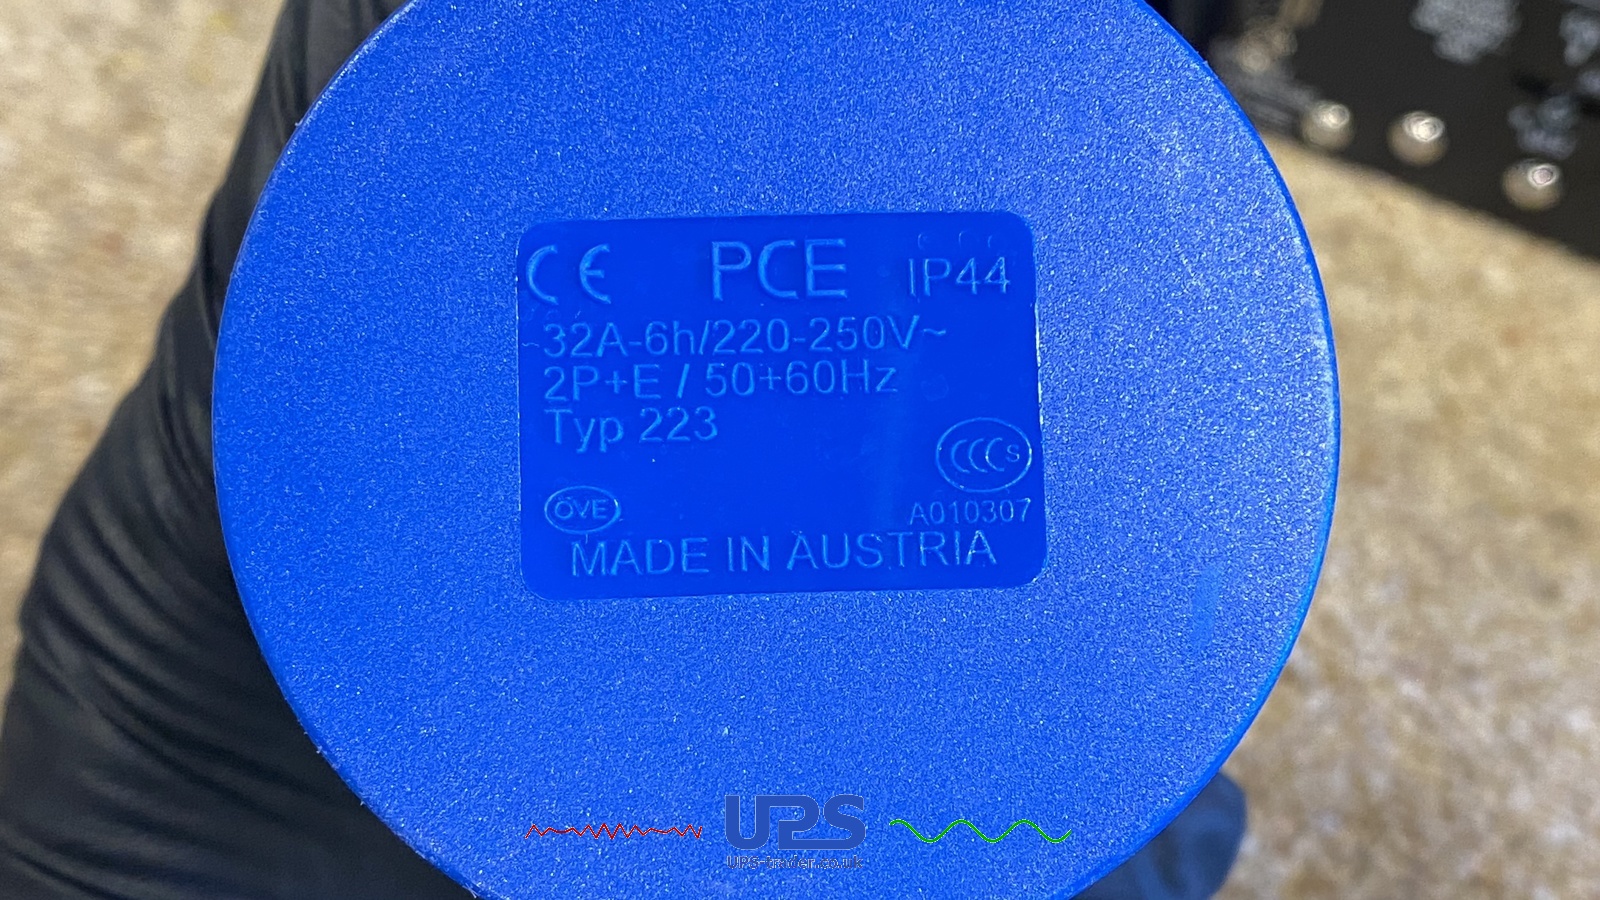 CE PCE IP44
32A-6h/220-250V~
2P+E / 50+60Hz
Typ 223
CCC S
ÖVE
A010307
MADE IN AUSTRIA
UPS
UPS-trader.co.uk